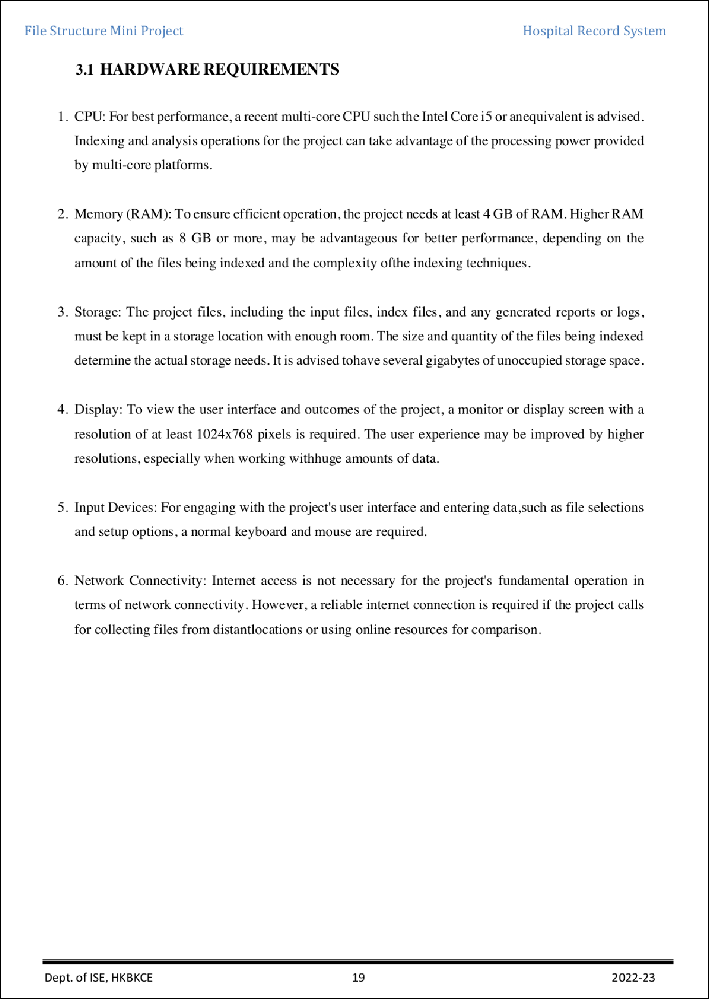 File Structure Mini Project Hospital Record System
3.1 HARDWARE REQUIREMENTS
1. CPU: For best performance, a recent multi-core CPU such the Intel Core i5 or anequivalent is advised.
Indexing and analysis operations for the project can take advantage of the processing power provided
by multi-core platforms.
2. Memory (RAM): To ensure efficient operation, the project needs at least 4 GB of RAM. Higher RAM
capacity, such as 8 GB or more, may be advantageous for better performance, depending on the
amount of the files being indexed and the complexity ofthe indexing techniques.
3. Storage: The project files, including the input files, index files, and any generated reports or logs,
must be kept in a storage location with enough room. The size and quantity of the files being indexed
determine the actual storage needs. It is advised tohave several gigabytes of unoccupied storage space.
4. Display: To view the user interface and outcomes of the project, a monitor or display screen with a
resolution of at least 1024x768 pixels is required. The user experience may be improved by higher
resolutions, especially when working withhuge amounts of data.
5. Input Devices: For engaging with the project's user interface and entering data,such as file selections
and setup options, a normal keyboard and mouse are required.
6. Network Connectivity: Internet access is not necessary for the project's fundamental operation in
terms of network connectivity. However, a reliable internet connection is required if the project calls
for collecting files from distantlocations or using online resources for comparison.
Dept. of ISE, HKBKCE 19 2022-23